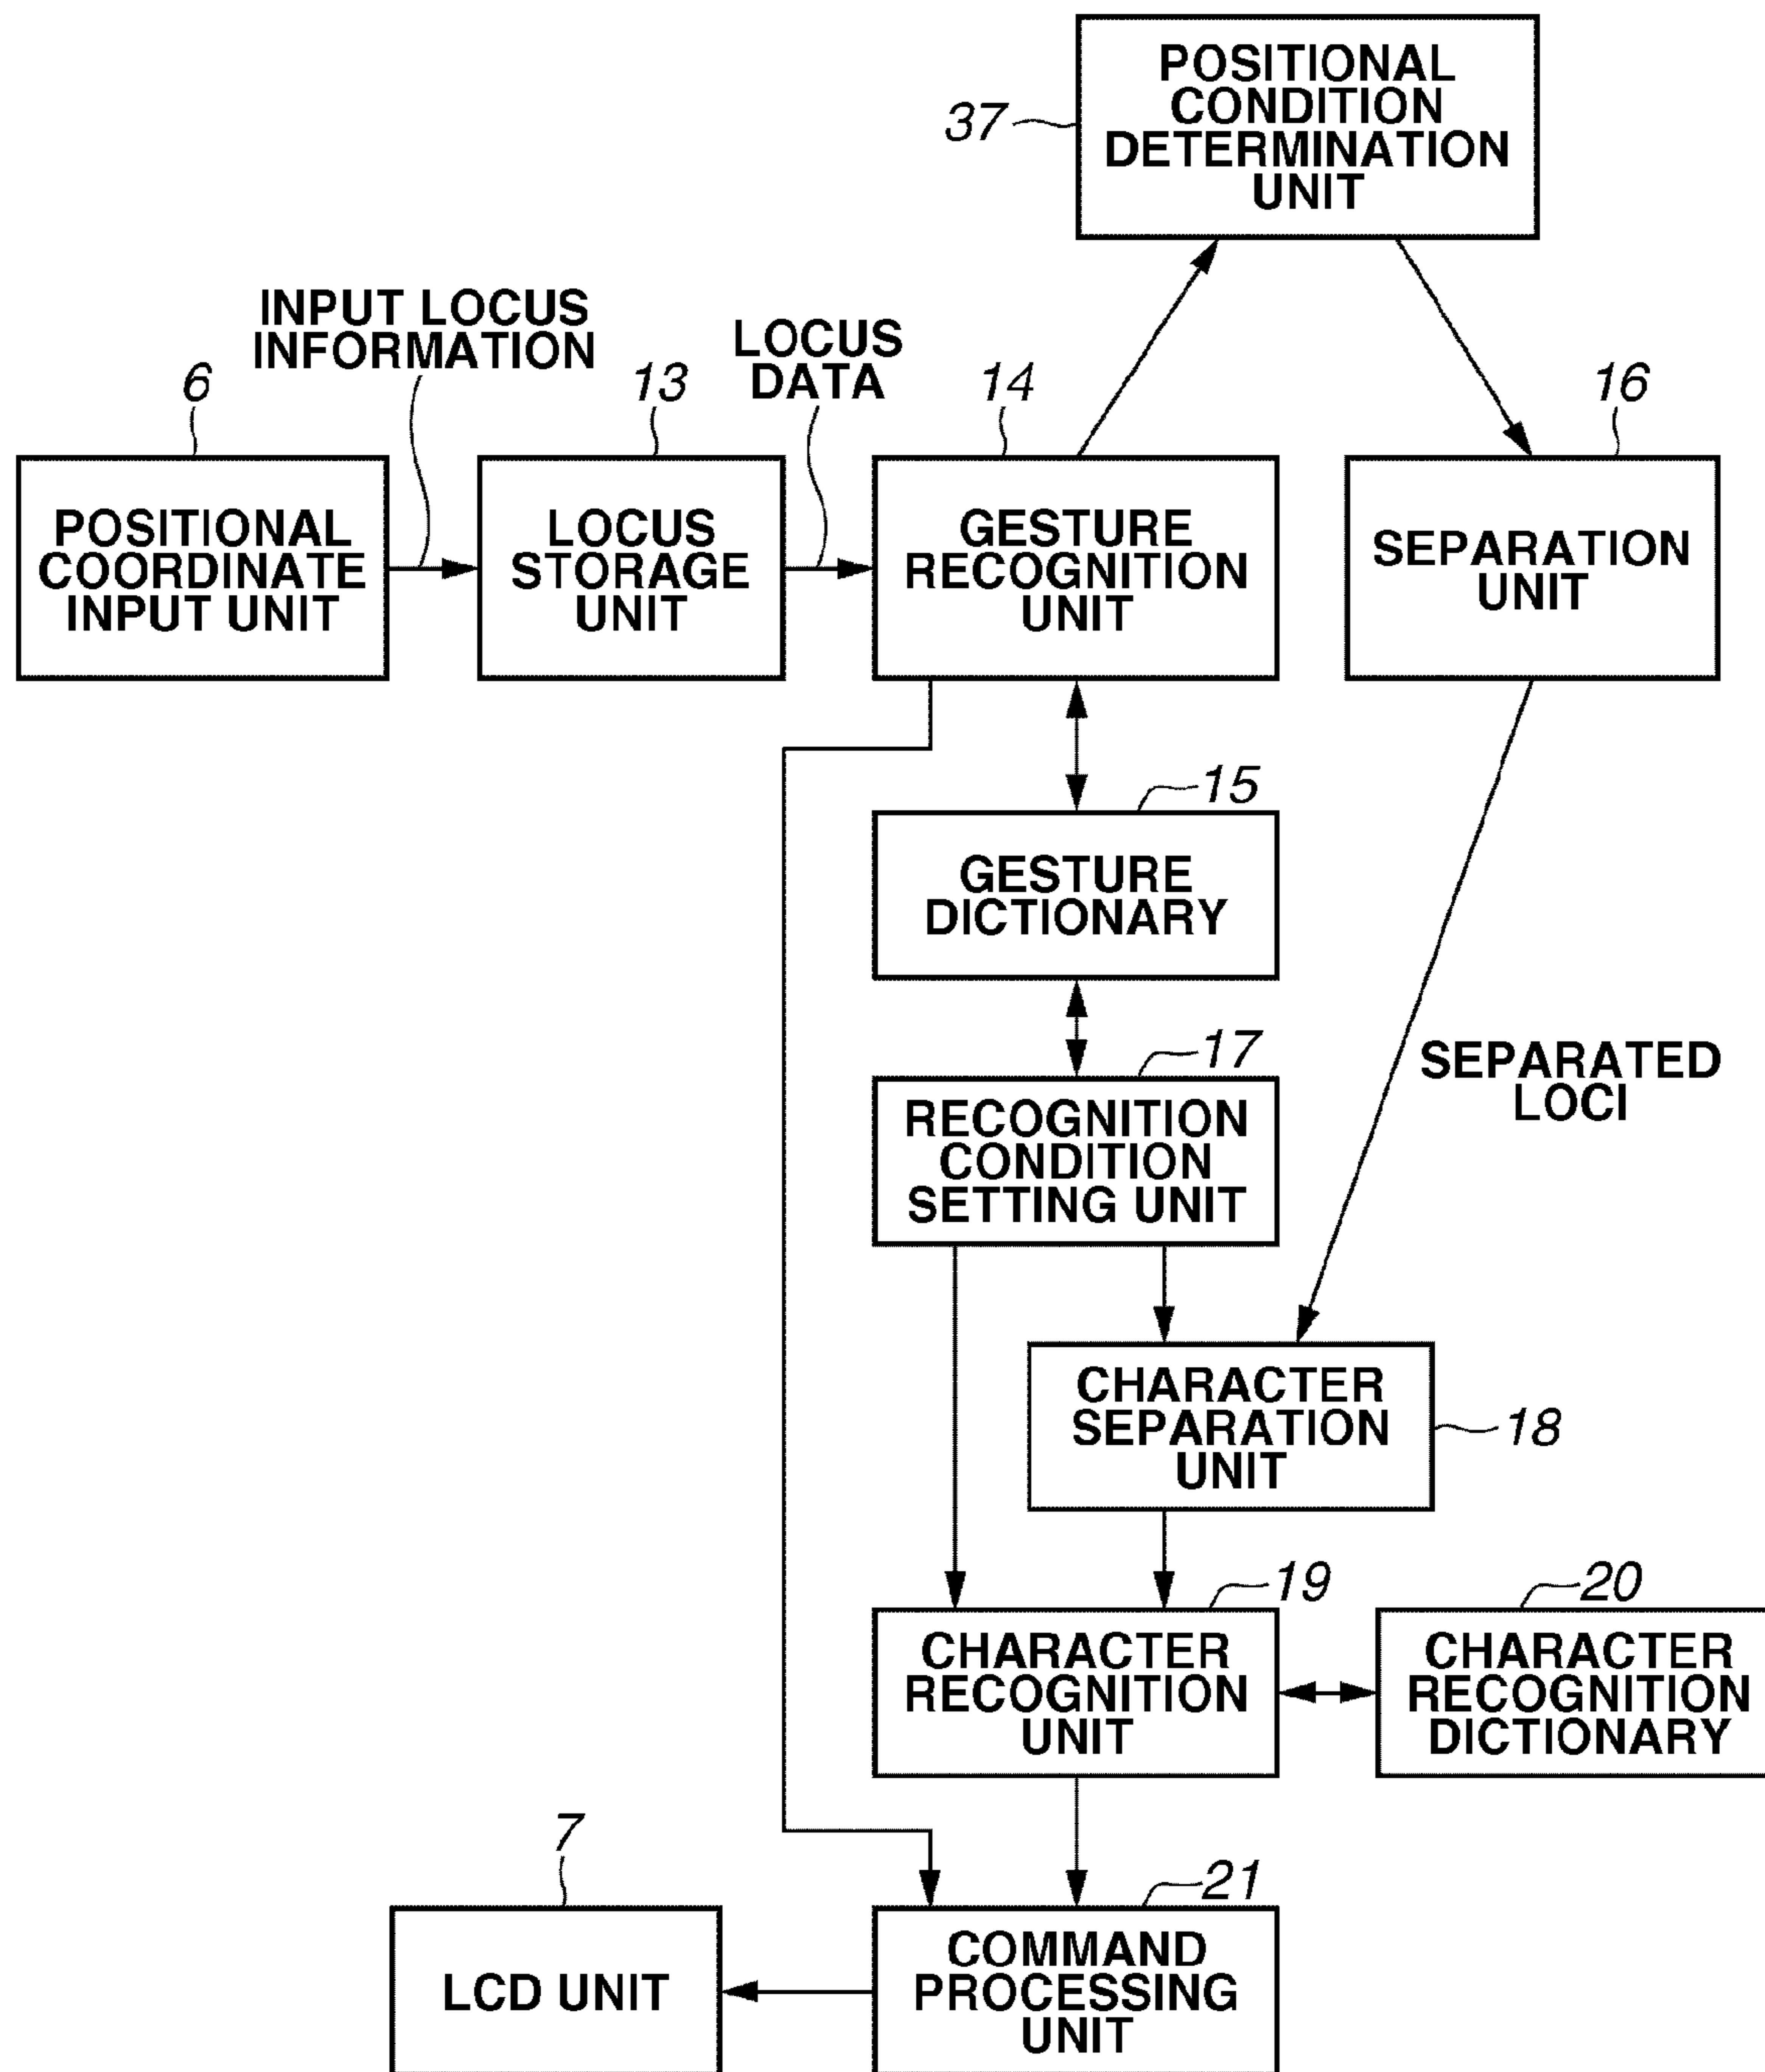 POSITIONAL
CONDITION
DETERMINATION
UNIT
37
INPUT LOCUS
INFORMATION
LOCUS
DATA
6
13
14
16
POSITIONAL
COORDINATE
INPUT UNIT
LOCUS
STORAGE
UNIT
GESTURE
RECOGNITION
UNIT
SEPARATION
UNIT
15
GESTURE
DICTIONARY
17
RECOGNITION
CONDITION
SETTING UNIT
SEPARATED
LOCI
CHARACTER
SEPARATION
UNIT
18
19
20
CHARACTER
RECOGNITION
UNIT
CHARACTER
RECOGNITION
DICTIONARY
7
21
LCD UNIT
COMMAND
PROCESSING
UNIT